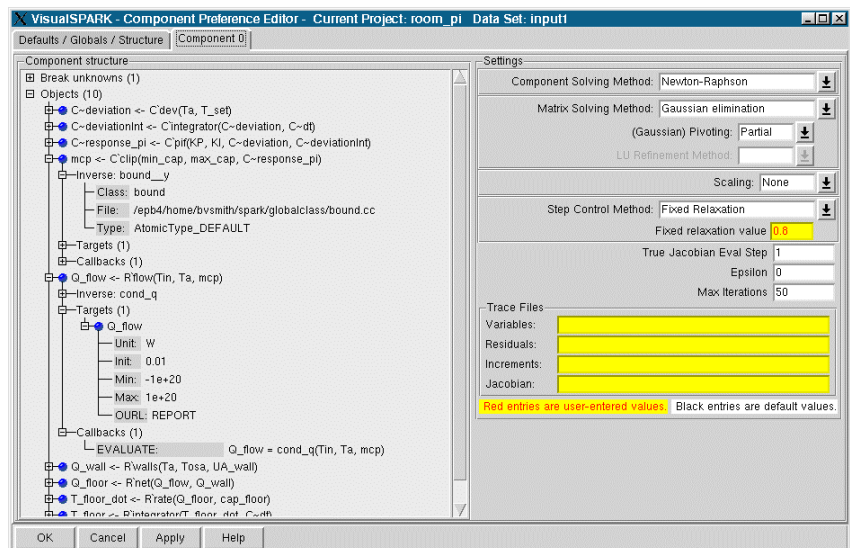 VisualSPARK - Component Preference Editor - Current Project: room_pi Data Set: input1
Defaults / Globals / Structure
Component 0
Component structure
Break unknowns (1)
Objects (10)
C~deviation <- C`dev(Ta, T_set)
C~deviationInt <- C`integrator(C~deviation, C~dt)
C~response_pi <- C`pif(KP, KI, C~deviation, C~deviationInt)
mcp <- C`clip(min_cap, max_cap, C~response_pi)
Inverse: bound__y
Class: bound
File: /epb4/home/bvsmith/spark/globalclass/bound.cc
Type: AtomicType_DEFAULT
Targets (1)
Callbacks (1)
Q_flow <- R`flow(Tin, Ta, mcp)
Inverse: cond_q
Targets (1)
Q_flow
Unit: W
Init: 0.01
Min: -1e+20
Max: 1e+20
OURL: REPORT
Callbacks (1)
EVALUATE: Q_flow = cond_q(Tin, Ta, mcp)
Q_wall <- R`walls(Ta, Tosa, UA_wall)
Q_floor <- R`net(Q_flow, Q_wall)
T_floor_dot <- R`rate(Q_floor, cap_floor)
T_floor <- R`integrator(T_floor_dot, C~dt)
Settings
Component Solving Method: Newton-Raphson
Matrix Solving Method: Gaussian elimination
(Gaussian) Pivoting: Partial
LU Refinement Method:
Scaling: None
Step Control Method: Fixed Relaxation
Fixed relaxation value 0.8
True Jacobian Eval Step 1
Epsilon 0
Max Iterations 50
Trace Files
Variables:
Residuals:
Increments:
Jacobian:
Red entries are user-entered values. Black entries are default values.
OK
Cancel
Apply
Help